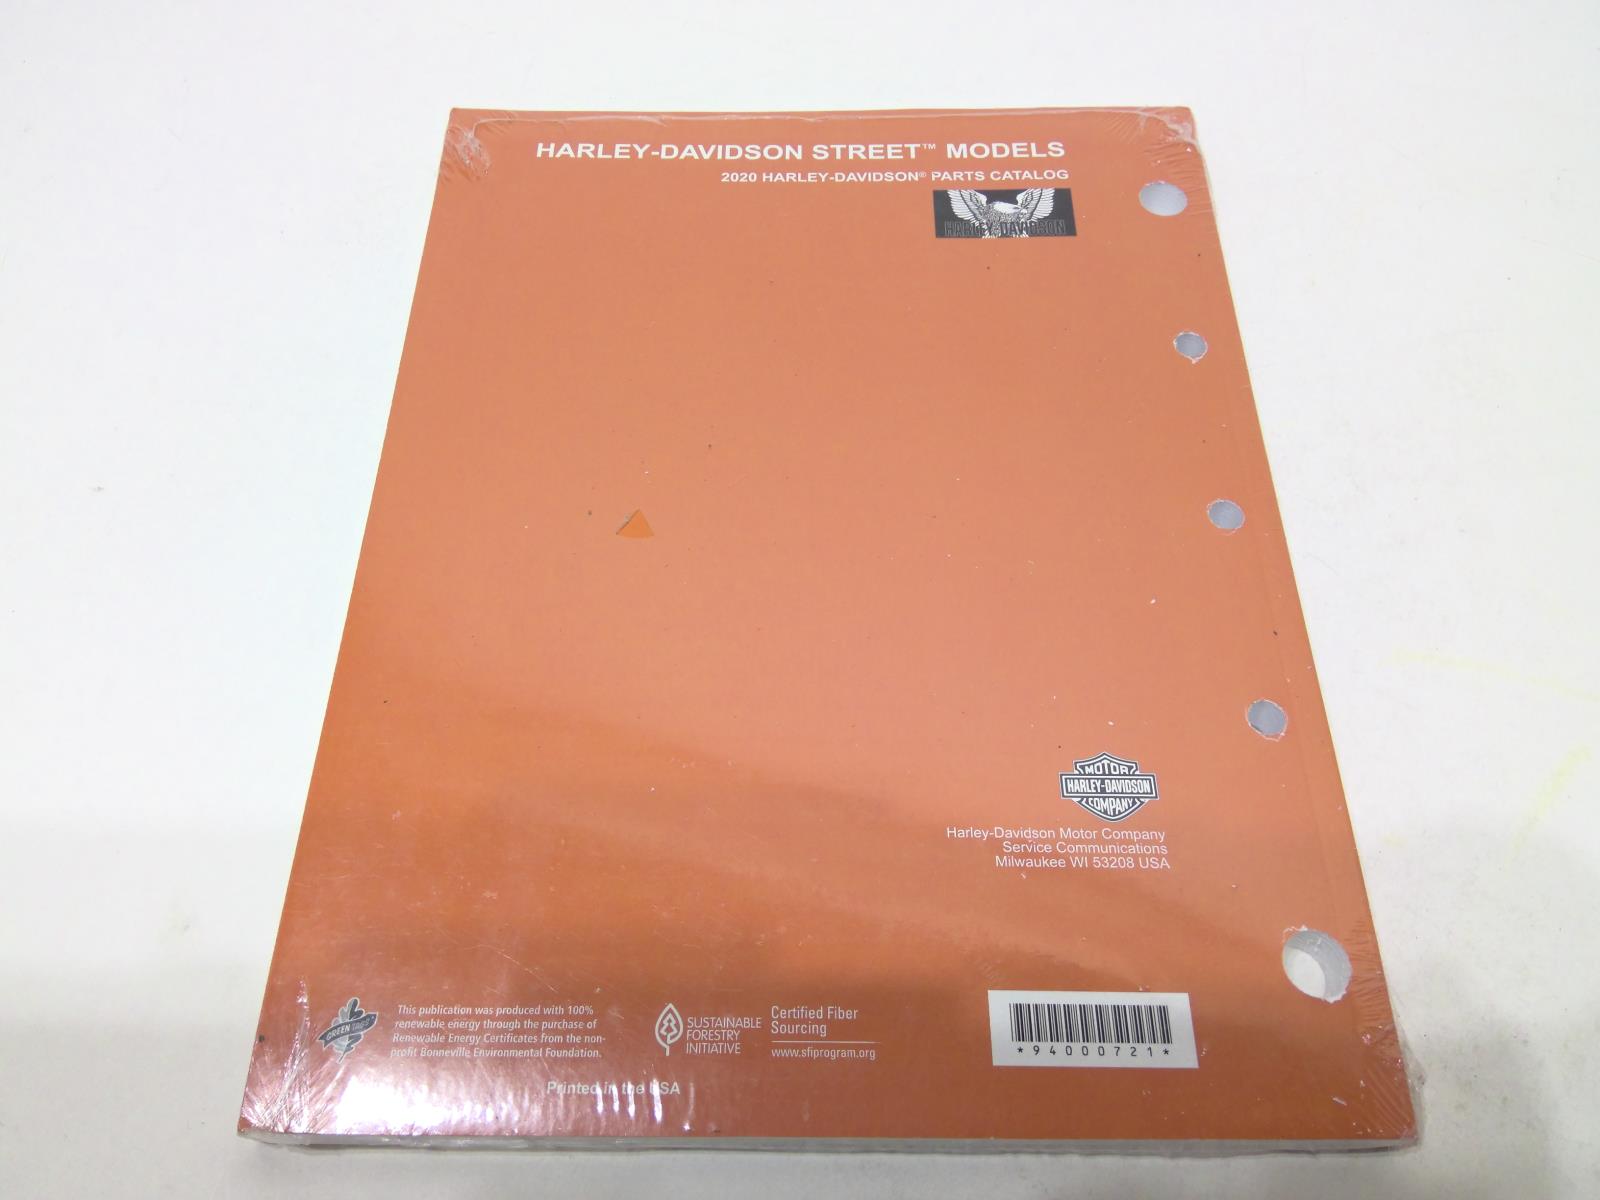 HARLEY-DAVIDSON STREET™ MODELS
2020 HARLEY-DAVIDSON® PARTS CATALOG
HARLEY-DAVIDSON
MOTOR
HARLEY-DAVIDSON
COMPANY
Harley-Davidson Motor Company
Service Communications
Milwaukee WI 53208 USA
GREEN TAGS
This publication was produced with 100%
renewable energy through the purchase of
Renewable Energy Certificates from the non-
profit Bonneville Environmental Foundation.
SUSTAINABLE
FORESTRY
INITIATIVE
Certified Fiber
Sourcing
www.sfiprogram.org
*94000721*
Printed in the USA